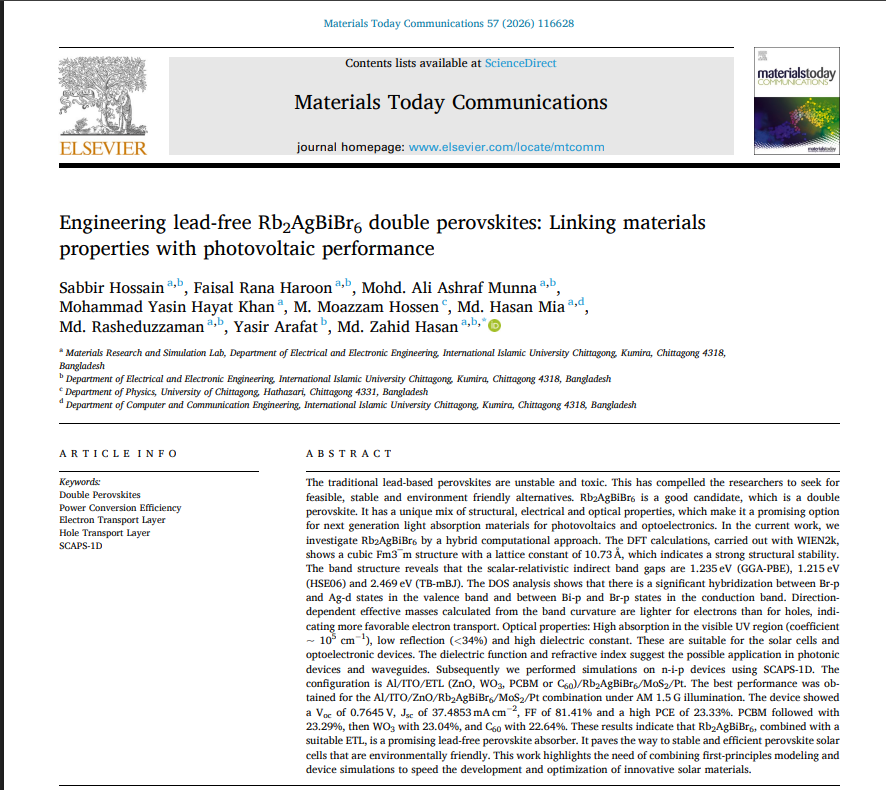 Materials Today Communications 57 (2026) 116628
Contents lists available at ScienceDirect
Materials Today Communications
journal homepage: www.elsevier.com/locate/mtcomm
ELSEVIER
materialstoday
COMMUNICATIONS
materialstoday
Engineering lead-free Rb₂AgBiBr₆ double perovskites: Linking materials
properties with photovoltaic performance
Sabbir Hossain a,b, Faisal Rana Haroon a,b, Mohd. Ali Ashraf Munna a,b,
Mohammad Yasin Hayat Khan a, M. Moazzam Hossen c, Md. Hasan Mia a,d,
Md. Rasheduzzaman a,b, Yasir Arafat b, Md. Zahid Hasan a,b,* iD
a Materials Research and Simulation Lab, Department of Electrical and Electronic Engineering, International Islamic University Chittagong, Kumira, Chittagong 4318,
Bangladesh
b Department of Electrical and Electronic Engineering, International Islamic University Chittagong, Kumira, Chittagong 4318, Bangladesh
c Department of Physics, University of Chittagong, Hathazari, Chittagong 4331, Bangladesh
d Department of Computer and Communication Engineering, International Islamic University Chittagong, Kumira, Chittagong 4318, Bangladesh
ARTICLE INFO
Keywords:
Double Perovskites
Power Conversion Efficiency
Electron Transport Layer
Hole Transport Layer
SCAPS-1D
ABSTRACT
The traditional lead-based perovskites are unstable and toxic. This has compelled the researchers to seek for
feasible, stable and environment friendly alternatives. Rb₂AgBiBr₆ is a good candidate, which is a double
perovskite. It has a unique mix of structural, electrical and optical properties, which make it a promising option
for next generation light absorption materials for photovoltaics and optoelectronics. In the current work, we
investigate Rb₂AgBiBr₆ by a hybrid computational approach. The DFT calculations, carried out with WIEN2k,
shows a cubic Fm3¯m structure with a lattice constant of 10.73 Å, which indicates a strong structural stability.
The band structure reveals that the scalar-relativistic indirect band gaps are 1.235 eV (GGA-PBE), 1.215 eV
(HSE06) and 2.469 eV (TB-mBJ). The DOS analysis shows that there is a significant hybridization between Br-p
and Ag-d states in the valence band and between Bi-p and Br-p states in the conduction band. Direction-
dependent effective masses calculated from the band curvature are lighter for electrons than for holes, indi-
cating more favorable electron transport. Optical properties: High absorption in the visible UV region (coefficient
~ 10⁵ cm⁻¹), low reflection (<34%) and high dielectric constant. These are suitable for the solar cells and
optoelectronic devices. The dielectric function and refractive index suggest the possible application in photonic
devices and waveguides. Subsequently we performed simulations on n-i-p devices using SCAPS-1D. The
configuration is Al/ITO/ETL (ZnO, WO₃, PCBM or C₆₀)/Rb₂AgBiBr₆/MoS₂/Pt. The best performance was ob-
tained for the Al/ITO/ZnO/Rb₂AgBiBr₆/MoS₂/Pt combination under AM 1.5 G illumination. The device showed
a Voc of 0.7645 V, Jsc of 37.4853 mA cm⁻², FF of 81.41% and a high PCE of 23.33%. PCBM followed with
23.29%, then WO₃ with 23.04%, and C₆₀ with 22.64%. These results indicate that Rb₂AgBiBr₆, combined with a
suitable ETL, is a promising lead-free perovskite absorber. It paves the way to stable and efficient perovskite solar
cells that are environmentally friendly. This work highlights the need of combining first-principles modeling and
device simulations to speed the development and optimization of innovative solar materials.